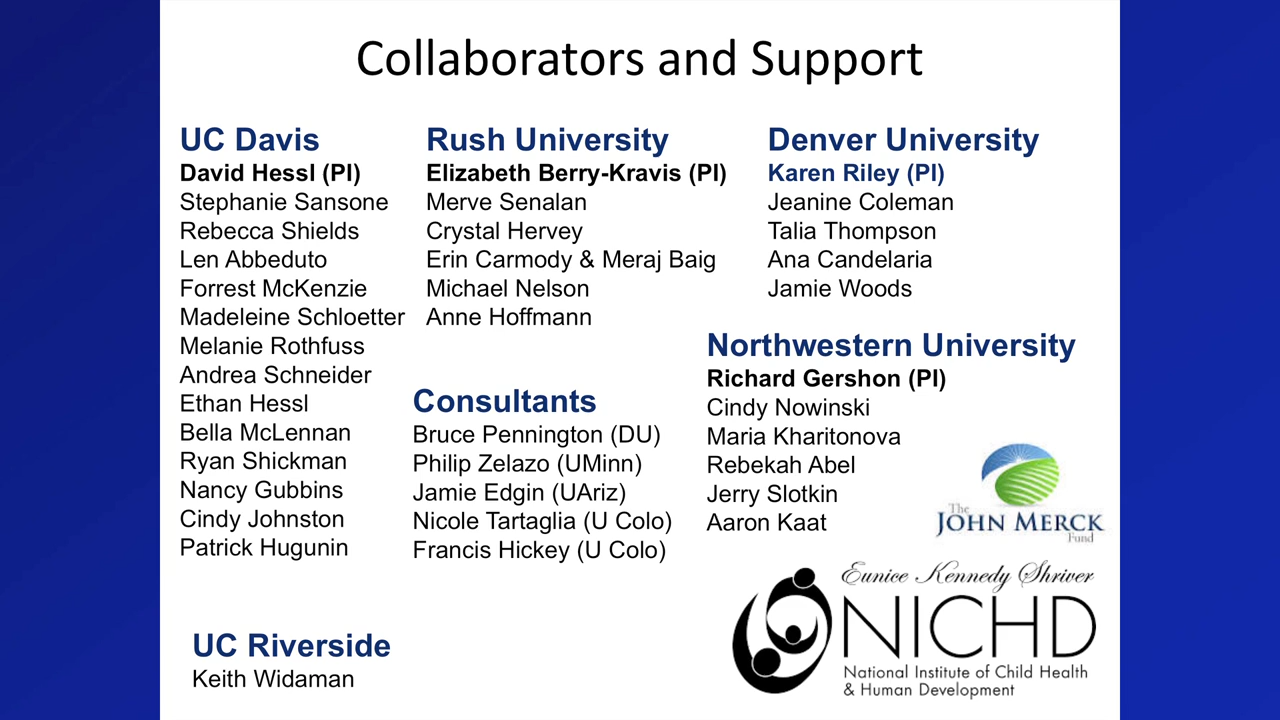 Collaborators and Support
UC Davis
David Hessl (PI)
Stephanie Sansone
Rebecca Shields
Len Abbeduto
Forrest McKenzie
Madeleine Schloetter
Melanie Rothfuss
Andrea Schneider
Ethan Hessl
Bella McLennan
Ryan Shickman
Nancy Gubbins
Cindy Johnston
Patrick Hugunin
UC Riverside
Keith Widaman
Rush University
Elizabeth Berry-Kravis (PI)
Merve Senalan
Crystal Hervey
Erin Carmody & Meraj Baig
Michael Nelson
Anne Hoffmann
Consultants
Bruce Pennington (DU)
Philip Zelazo (UMinn)
Jamie Edgin (UAriz)
Nicole Tartaglia (U Colo)
Francis Hickey (U Colo)
Denver University
Karen Riley (PI)
Jeanine Coleman
Talia Thompson
Ana Candelaria
Jamie Woods
Northwestern University
Richard Gershon (PI)
Cindy Nowinski
Maria Kharitonova
Rebekah Abel
Jerry Slotkin
Aaron Kaat
The
JOHN MERCK
Fund
Eunice Kennedy Shriver
NICHD
National Institute of Child Health
& Human Development